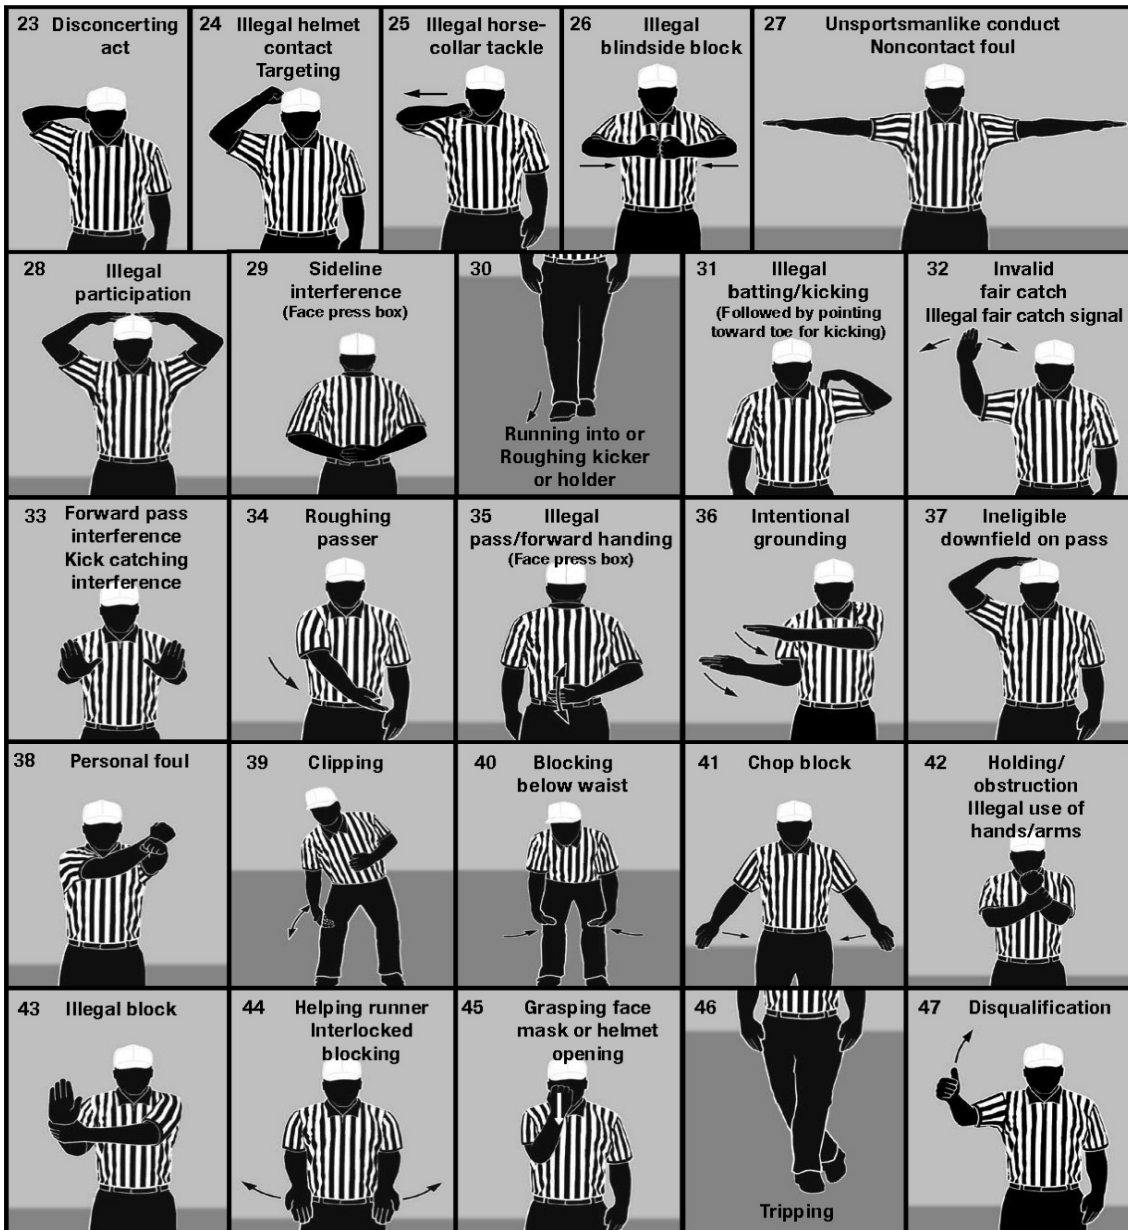 23 Disconcerting
act
24 Illegal helmet
contact
Targeting
25 Illegal horse-
collar tackle
26 Illegal
blindside block
27 Unsportsmanlike conduct
Noncontact foul
28 Illegal
participation
29 Sideline
interference
(Face press box)
30
Running into or
Roughing kicker
or holder
31 Illegal
batting/kicking
(Followed by pointing
toward toe for kicking)
32 Invalid
fair catch
Illegal fair catch signal
33 Forward pass
interference
Kick catching
interference
34 Roughing
passer
35 Illegal
pass/forward handing
(Face press box)
36 Intentional
grounding
37 Ineligible
downfield on pass
38 Personal foul
39 Clipping
40 Blocking
below waist
41 Chop block
42 Holding/
obstruction
Illegal use of
hands/arms
43 Illegal block
44 Helping runner
Interlocked
blocking
45 Grasping face
mask or helmet
opening
46
Tripping
47 Disqualification